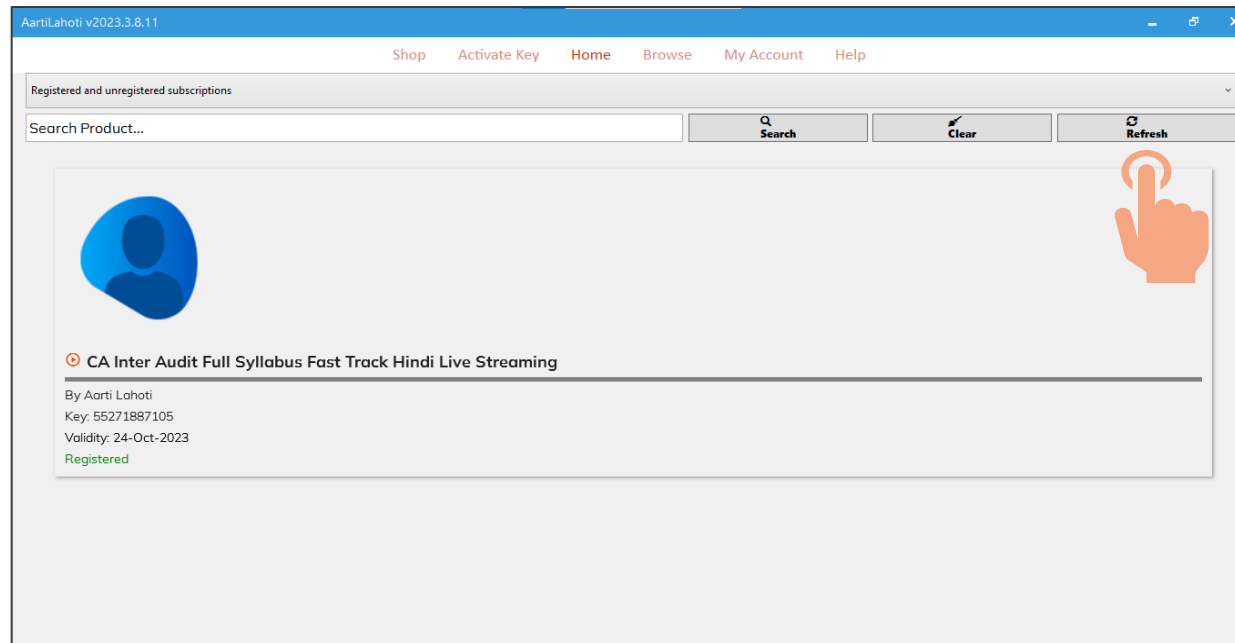 AartiLahoti v2023.3.8.11
Shop Activate Key Home Browse My Account Help
Registered and unregistered subscriptions
Search Product... Search Clear Refresh
CA Inter Audit Full Syllabus Fast Track Hindi Live Streaming
By Aarti Lahoti
Key: 55271887105
Validity: 24-Oct-2023
Registered